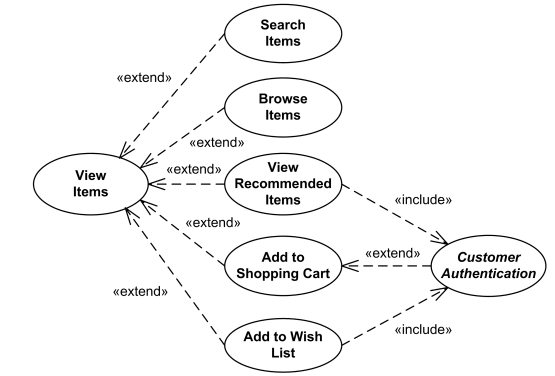 Search
Items
«extend»
Browse
Items
«extend»
View
Items
«extend»
View
Recommended
Items
«include»
«extend»
Add to
Shopping Cart
«extend»
Customer
Authentication
«extend»
Add to Wish
List
«include»